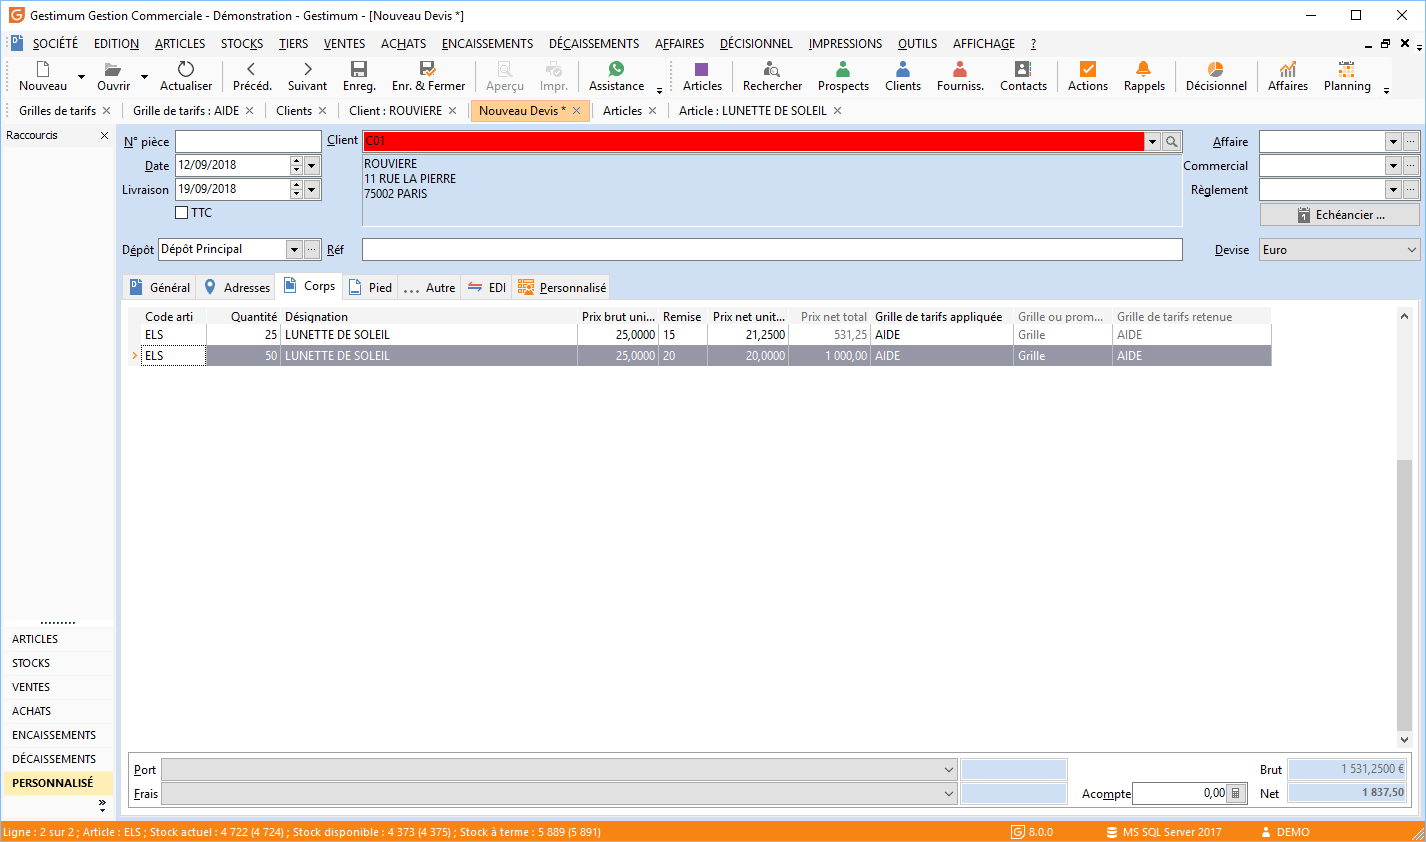 Gestimum Gestion Commerciale - Démonstration - Gestimum - [Nouveau Devis *]
SOCIÉTÉ EDITION ARTICLES STOCKS TIERS VENTES ACHATS ENCAISSEMENTS DÉCAISSEMENTS AFFAIRES DÉCISIONNEL IMPRESSIONS OUTILS AFFICHAGE ?
Nouveau Ouvrir Actualiser Précéd. Suivant Enreg. Enr. & Fermer Aperçu Impr. Assistance Articles Rechercher Prospects Clients Fourniss. Contacts Actions Rappels Décisionnel Affaires Planning
Grilles de tarifs Grille de tarifs : AIDE Clients Client : ROUVIERE Nouveau Devis * Articles Article : LUNETTE DE SOLEIL
Raccourcis
N° pièce Client C01 Affaire
Date 12/09/2018 ROUVIERE Commercial
11 RUE LA PIERRE
Livraison 19/09/2018 75002 PARIS Règlement
TTC Echéancier ...
Dépôt Dépôt Principal Réf Devise Euro
Général Adresses Corps Pied ... Autre EDI Personnalisé
Code arti Quantité Désignation Prix brut uni... Remise Prix net unit... Prix net total Grille de tarifs appliquée Grille ou prom... Grille de tarifs retenue
ELS 25 LUNETTE DE SOLEIL 25,0000 15 21,2500 531,25 AIDE Grille AIDE
ELS 50 LUNETTE DE SOLEIL 25,0000 20 20,0000 1 000,00 AIDE Grille AIDE
ARTICLES
STOCKS
VENTES
ACHATS
ENCAISSEMENTS
DÉCAISSEMENTS
PERSONNALISÉ
Port Brut 1 531,2500 €
Frais Acompte 0,00 Net 1 837,50
Ligne : 2 sur 2 ; Article : ELS ; Stock actuel : 4 722 (4 724) ; Stock disponible : 4 373 (4 375) ; Stock à terme : 5 889 (5 891) 8.0.0 MS SQL Server 2017 DEMO